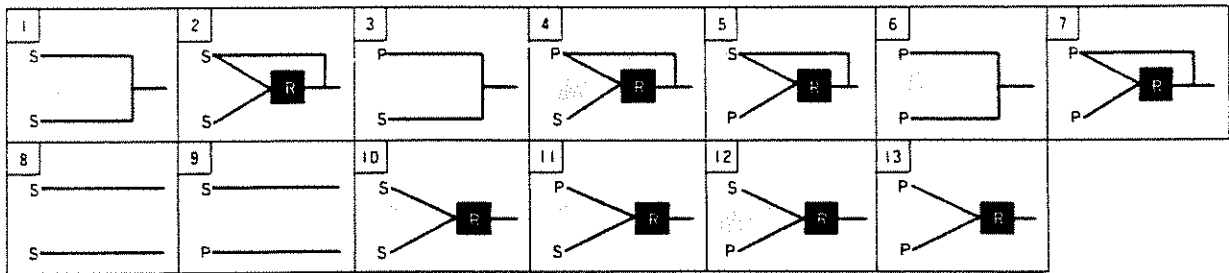 1 2 3 4 5 6 7
S S P P S P P
R R R R
S S S S P P P
8 9 10 11 12 13
S S S P S P
R R R R
S P S S P P